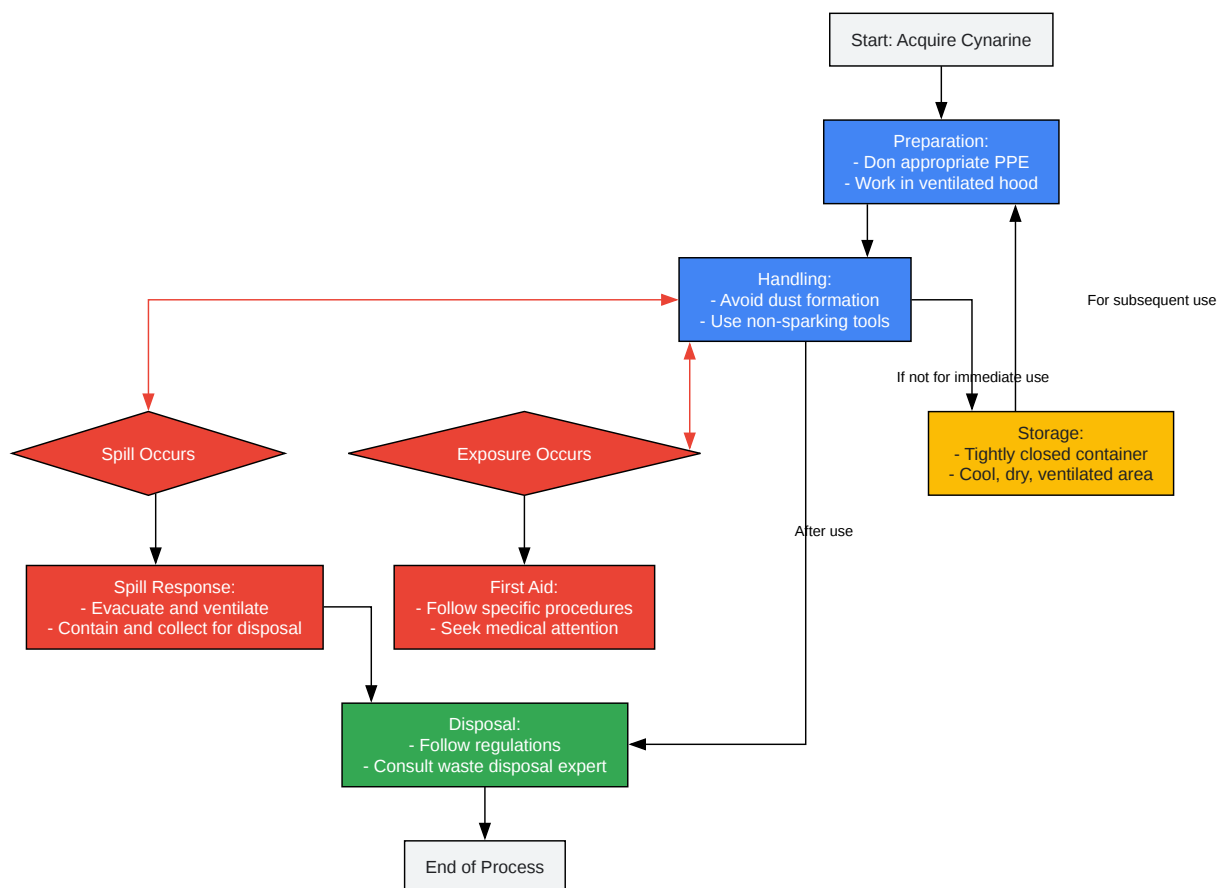 Start: Acquire Cynarine
Preparation:
- Don appropriate PPE
- Work in ventilated hood
Handling:
- Avoid dust formation
- Use non-sparking tools
For subsequent use
If not for immediate use
Spill Occurs
Exposure Occurs
Storage:
- Tightly closed container
- Cool, dry, ventilated area
After use
Spill Response:
- Evacuate and ventilate
- Contain and collect for disposal
First Aid:
- Follow specific procedures
- Seek medical attention
Disposal:
- Follow regulations
- Consult waste disposal expert
End of Process